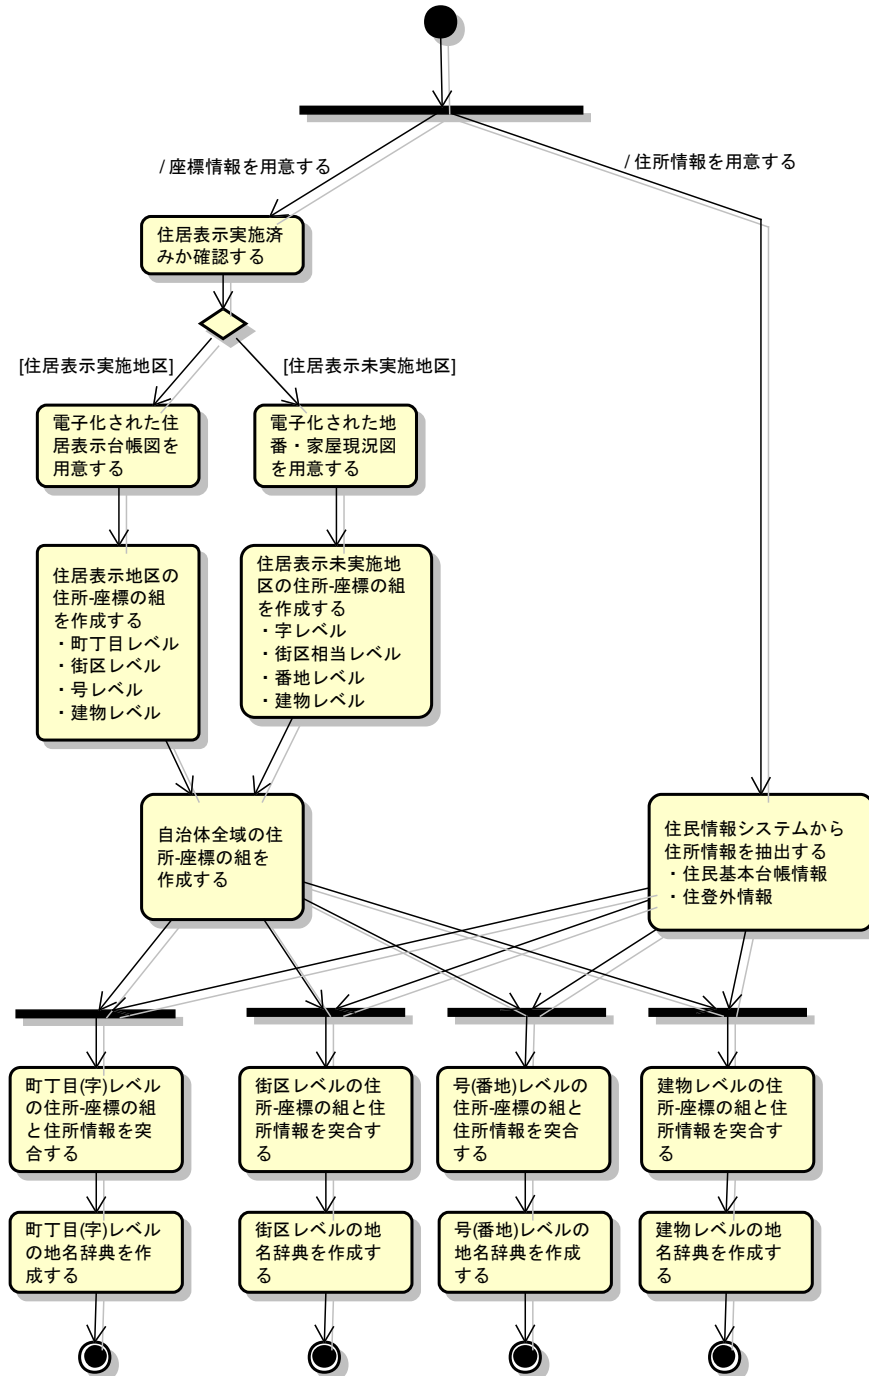 / 座標情報を用意する
/ 住所情報を用意する
住居表示実施済
みか確認する
[住居表示実施地区]
[住居表示未実施地区]
電子化された住
居表示台帳図を
用意する
電子化された地
番・家屋現況図
を用意する
住居表示地区の
住所-座標の組
を作成する
・町丁目レベル
・街区レベル
・号レベル
・建物レベル
住居表示未実施地
区の住所-座標の組
を作成する
・字レベル
・街区相当レベル
・番地レベル
・建物レベル
自治体全域の住
所-座標の組を
作成する
住民情報システムから
住所情報を抽出する
・住民基本台帳情報
・住登外情報
町丁目(字)レベル
の住所-座標の組
と住所情報を突
合する
街区レベルの住
所-座標の組と住
所情報を突合す
る
号(番地)レベルの
住所-座標の組と
住所情報を突合
する
建物レベルの住
所-座標の組と住
所情報を突合す
る
町丁目(字)レベル
の地名辞典を作
成する
街区レベルの地
名辞典を作成す
る
号(番地)レベルの
地名辞典を作成
する
建物レベルの地
名辞典を作成す
る